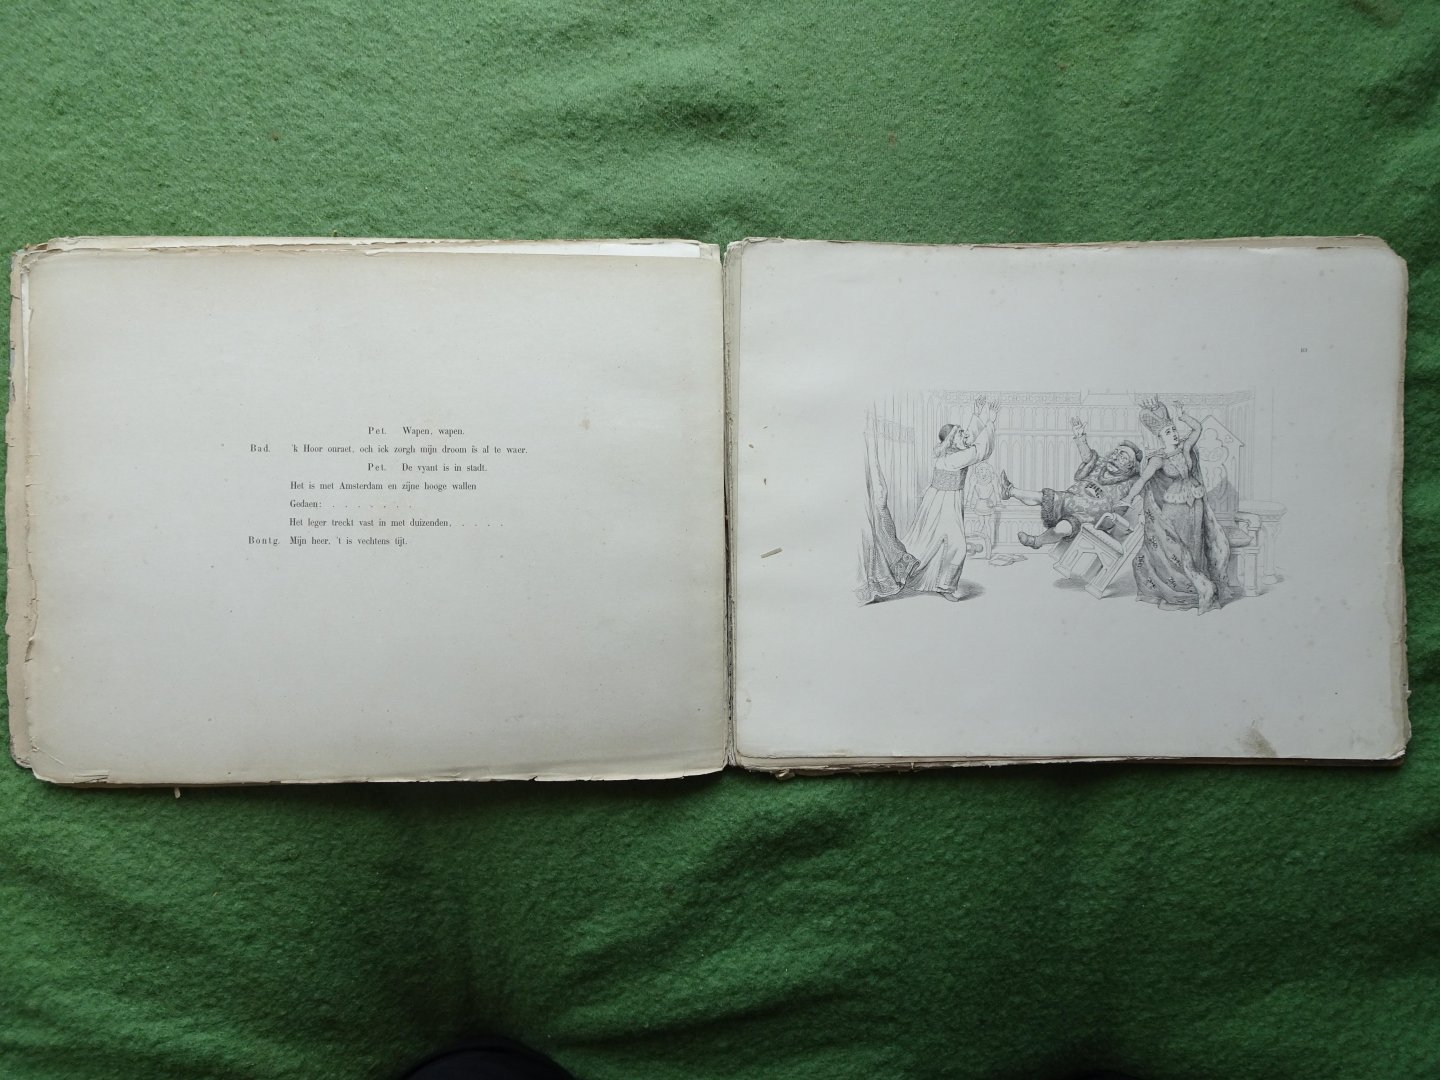 Pet. Wapen, wapen.
Bad. 'k Hoor onraet, och ick zorgh mijn droom is al te waer.
Pet. De vyant is in stadt.
Het is met Amsterdam en zijne hooge wallen
Gedaen: . . . . . . .
Het leger treckt vast in met duizenden, . . . .
Bontg. Mijn heer, 't is vechtens tijt.